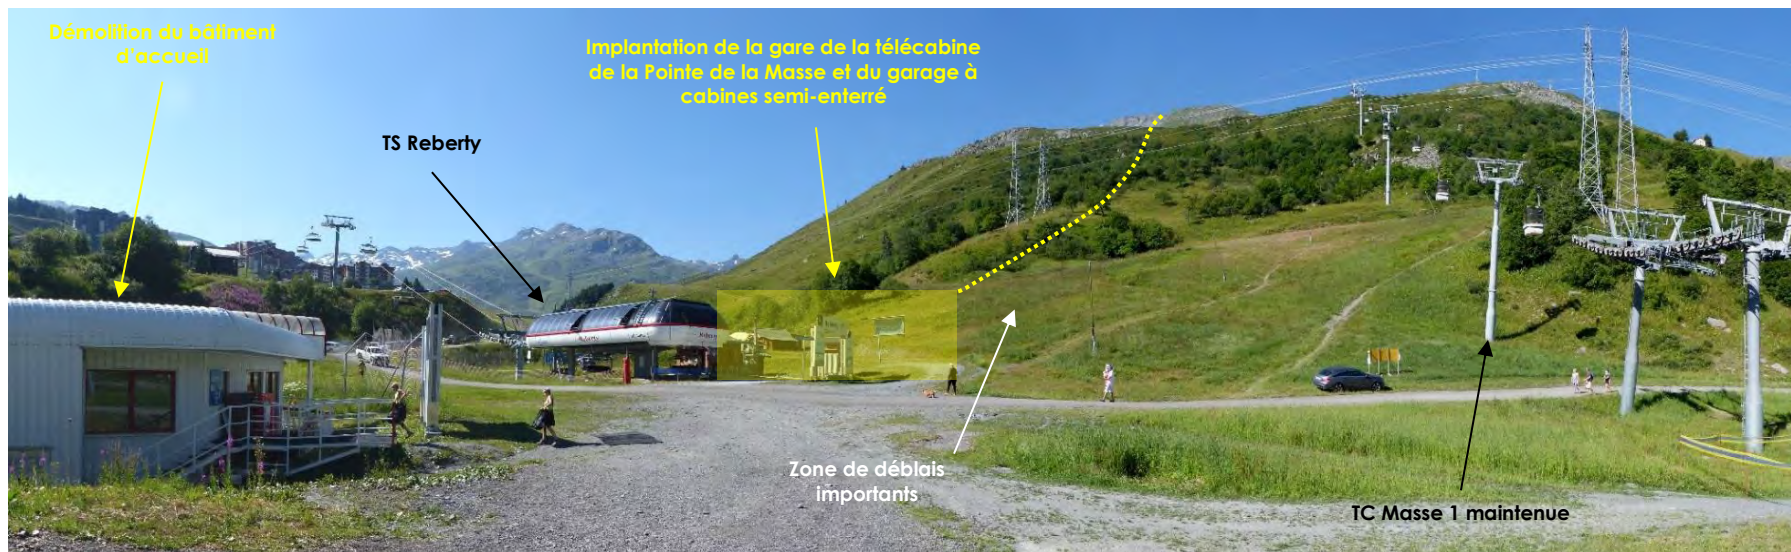 Démolition du bâtiment
d'accueil
Implantation de la gare de la télécabine
de la Pointe de la Masse et du garage à
cabines semi-enterré
TS Reberty
Zone de déblais
importants
TC Masse 1 maintenue